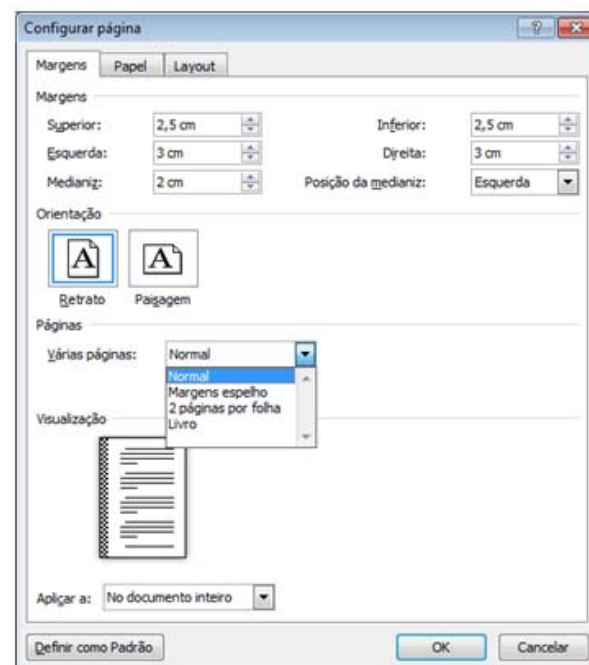 Configurar página
Margens Papel Layout
Margens
Superior: 2,5 cm Inferior: 2,5 cm
Esquerda: 3 cm Direita: 3 cm
Medianiz: 2 cm Posição da medianiz: Esquerda
Orientação
A A
Retrato Paisagem
Páginas
Várias páginas: Normal
Normal
Margens espelho
2 páginas por folha
Livro
Visualização
Aplicar a: No documento inteiro
Definir como Padrão OK Cancelar